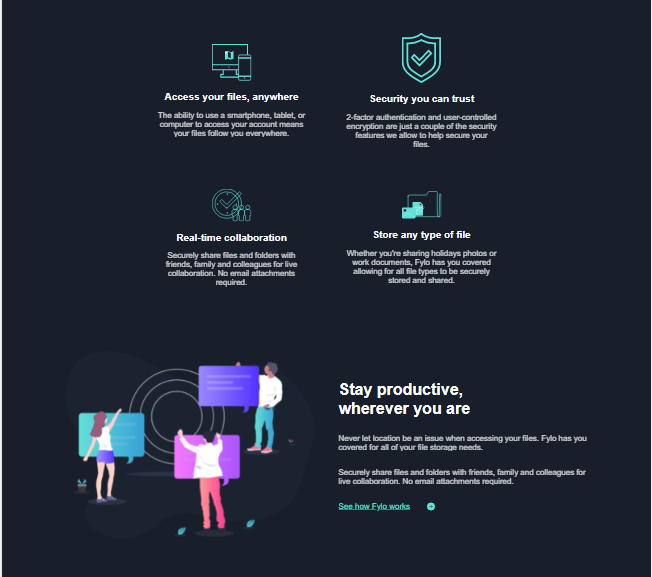 Access your files, anywhere
The ability to use a smartphone, tablet, or
computer to access your account means
your files follow you everywhere.
Security you can trust
2-factor authentication and user-controlled
encryption are just a couple of the security
features we allow to help secure your
files.
Real-time collaboration
Securely share files and folders with
friends, family and colleagues for live
collaboration. No email attachments
required.
Store any type of file
Whether you're sharing holidays photos or
work documents, Fylo has you covered
allowing for all file types to be securely
stored and shared.
Stay productive,
wherever you are
Never let location be an issue when accessing your files. Fylo has you
covered for all of your file storage needs.
Securely share files and folders with friends, family and colleagues for
live collaboration. No email attachments required.
See how Fylo works